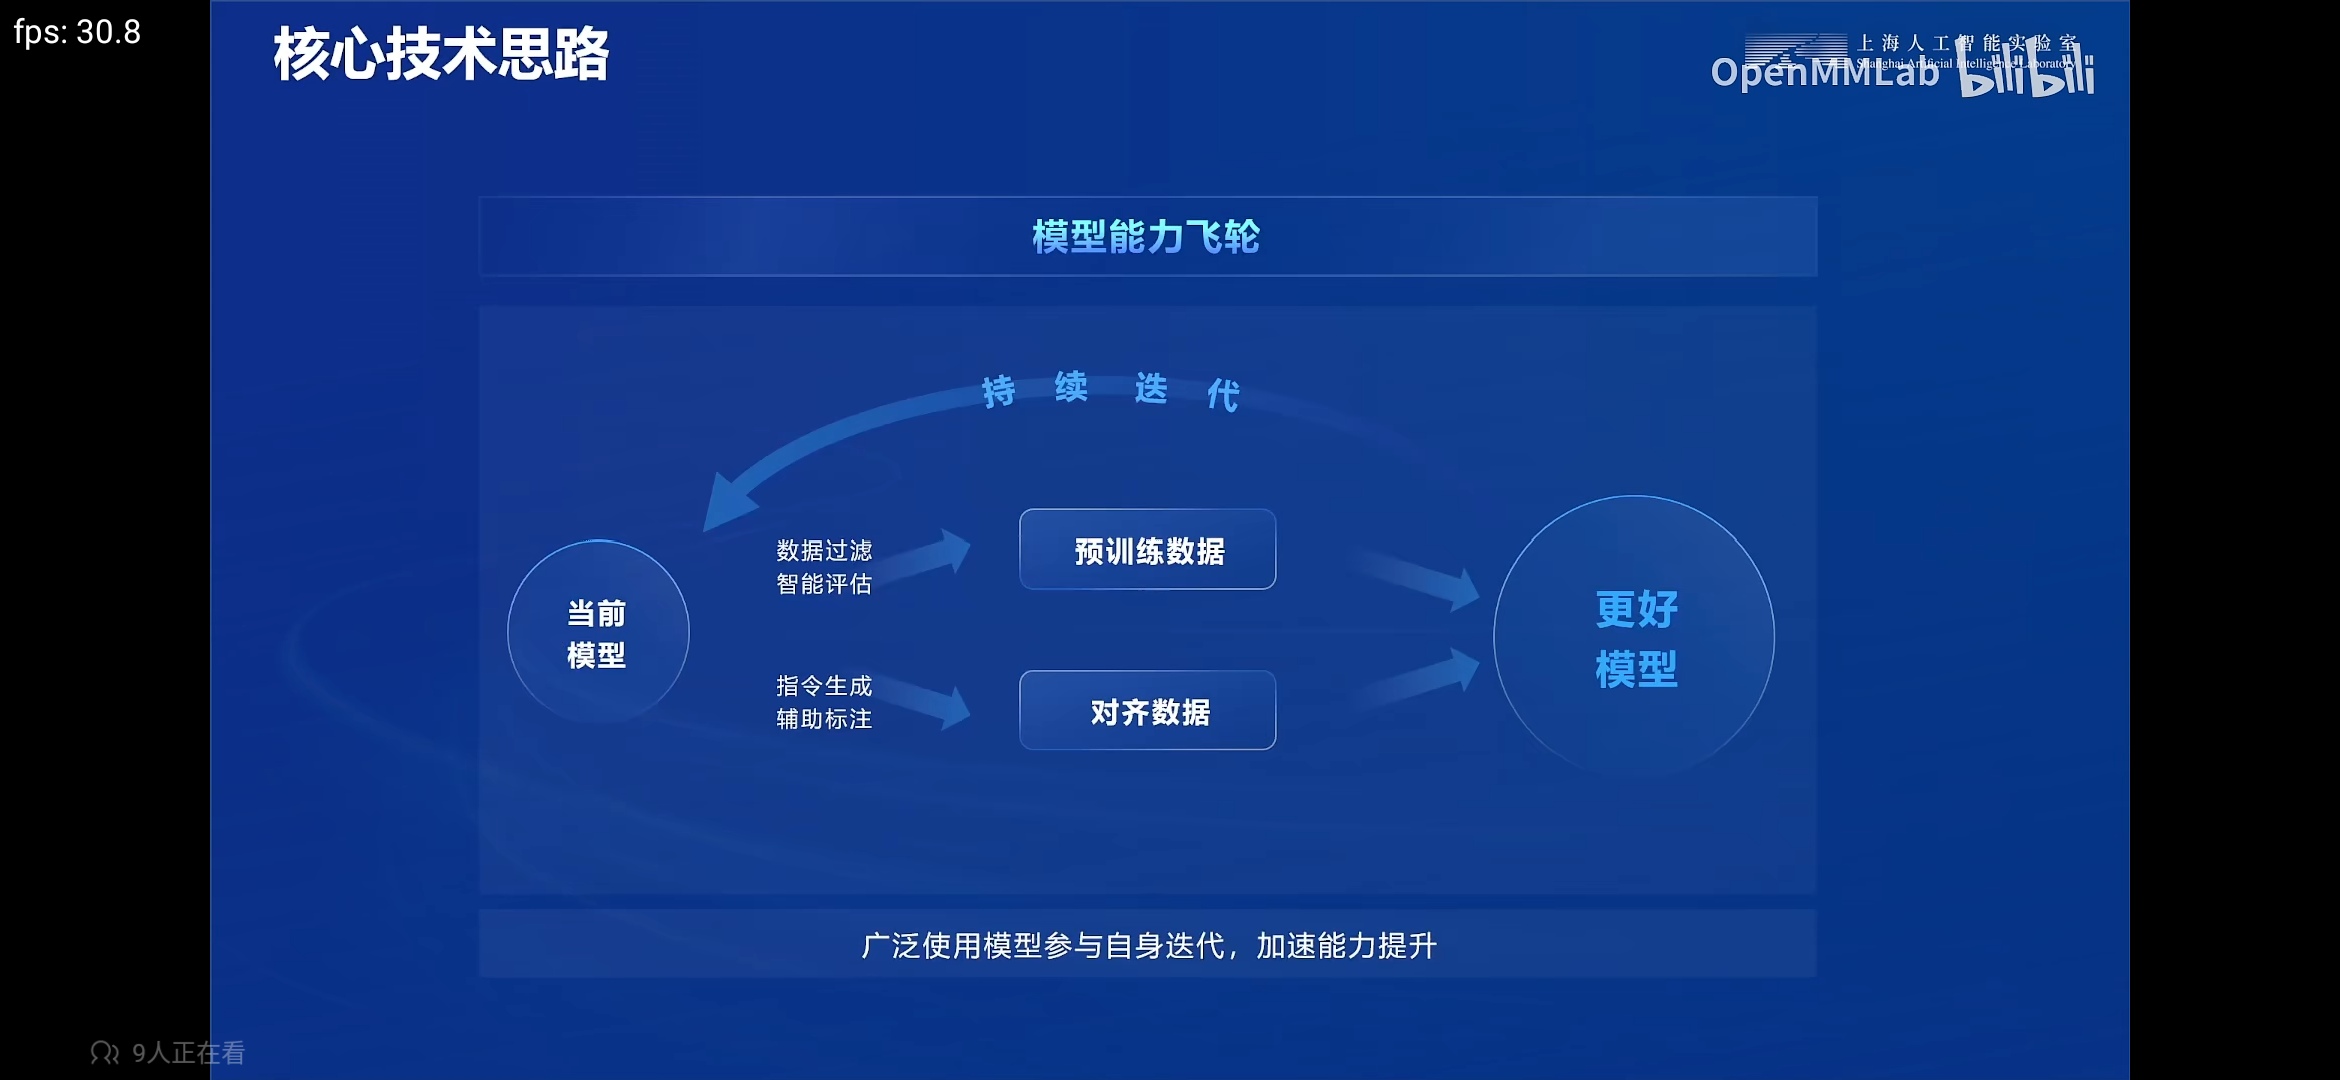 fps: 30.8
核心技术思路
上海人工智能实验室
Shanghai Artificial Intelligence Laboratory
OpenMMLab bilibili
模型能力飞轮
持续迭代
当前
模型
数据过滤
智能评估
预训练数据
指令生成
辅助标注
对齐数据
更好
模型
广泛使用模型参与自身迭代，加速能力提升
9人正在看